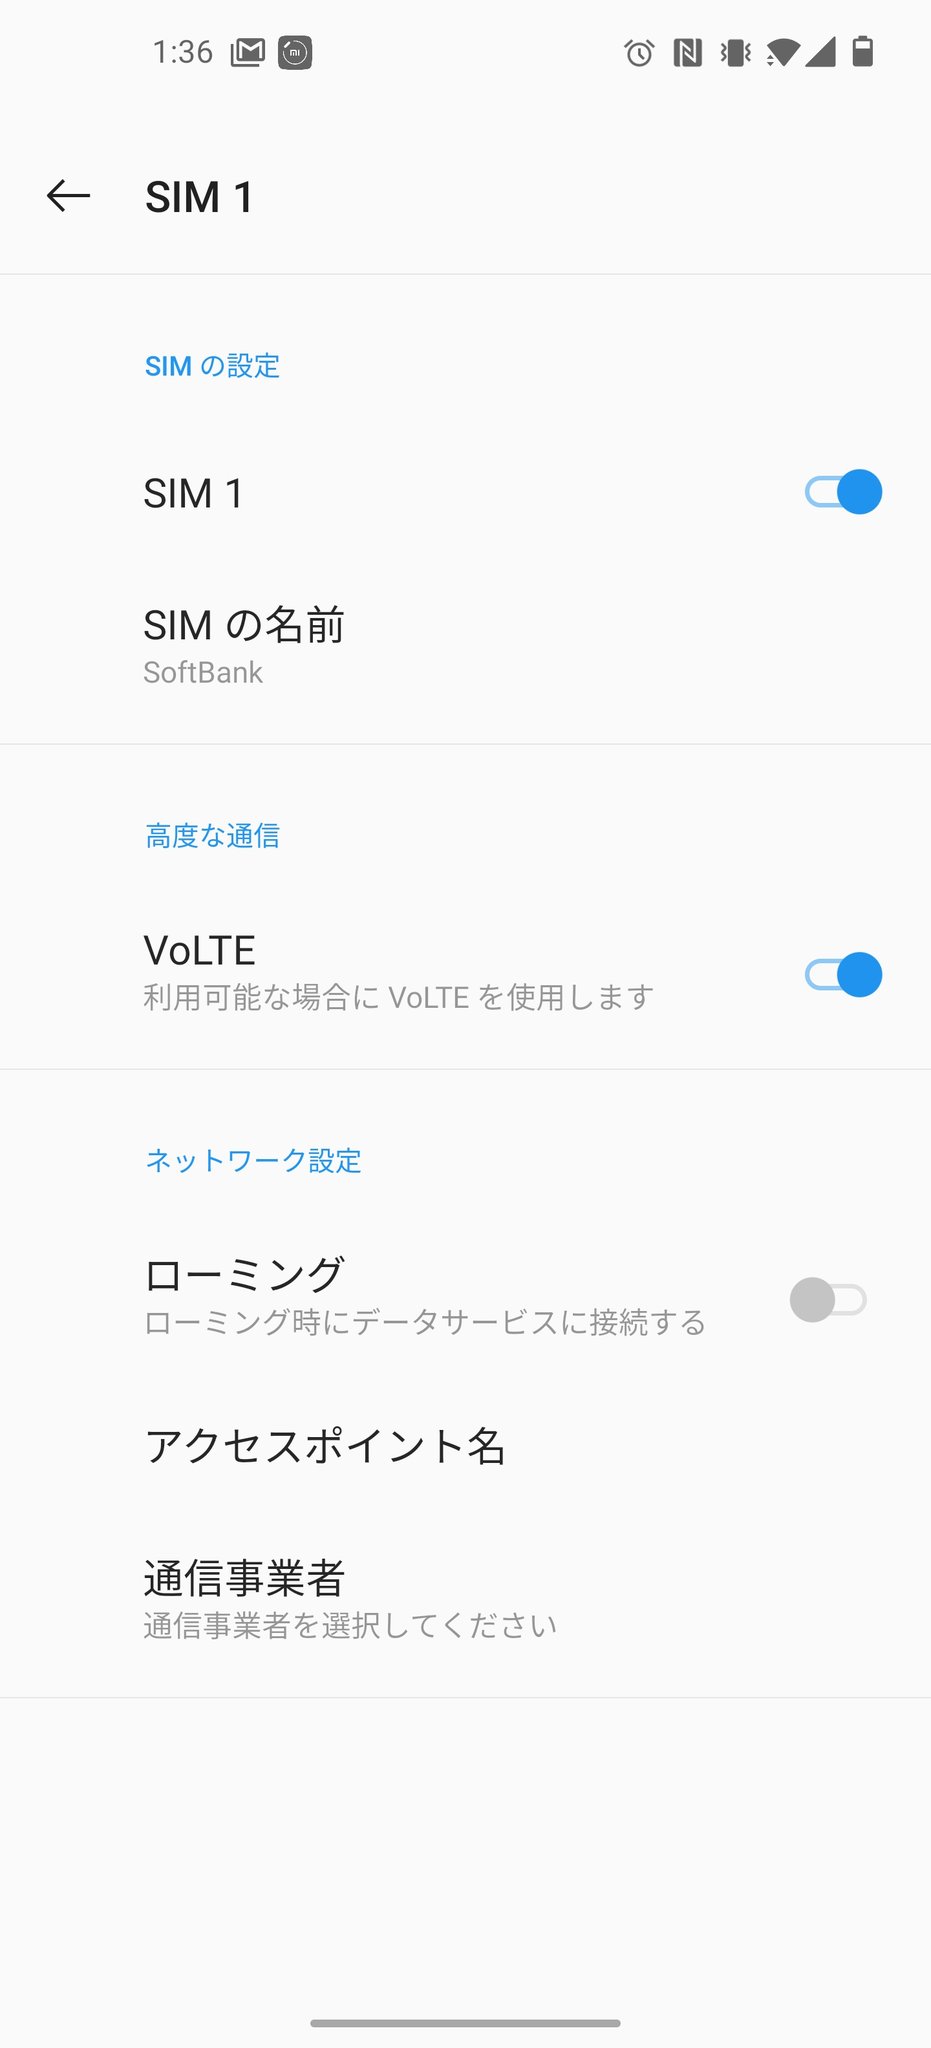 1:36
SIM 1
SIM の設定
SIM 1
SIM の名前
SoftBank
高度な通信
VoLTE
利用可能な場合に VoLTE を使用します
ネットワーク設定
ローミング
ローミング時にデータサービスに接続する
アクセスポイント名
通信事業者
通信事業者を選択してください